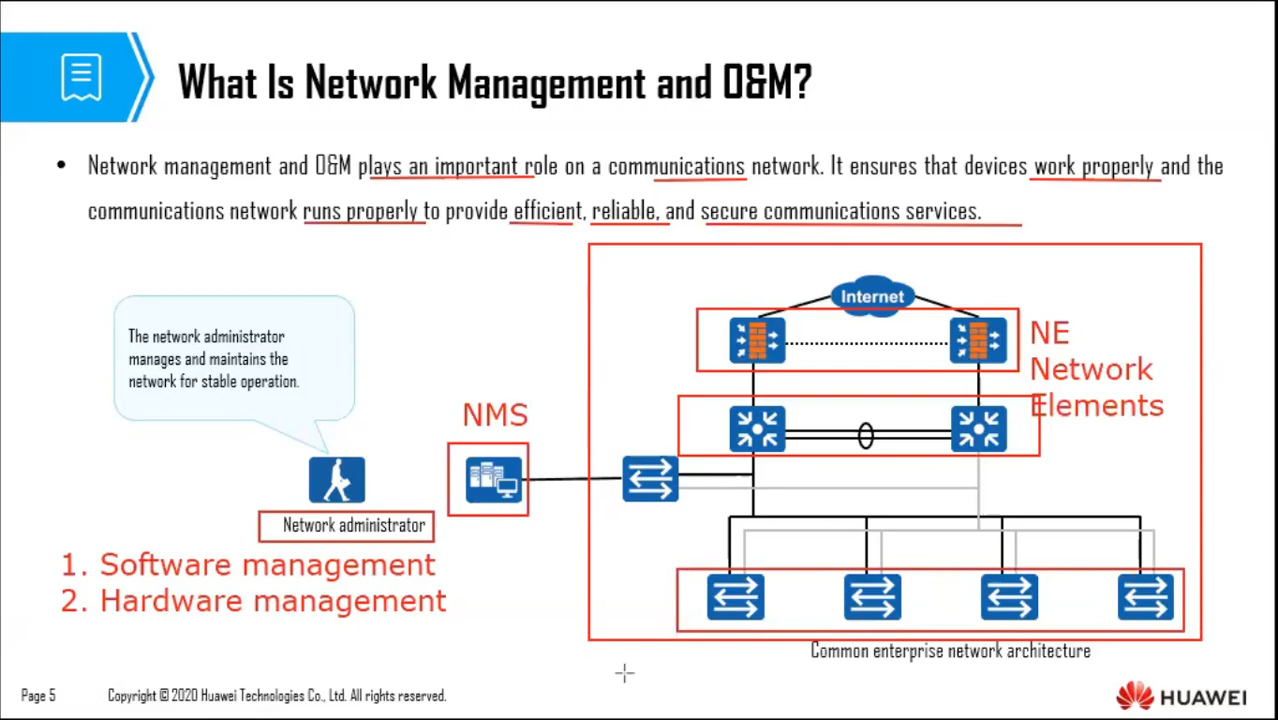 What Is Network Management and O&M?
• Network management and O&M plays an important role on a communications network. It ensures that devices work properly and the
communications network runs properly to provide efficient, reliable, and secure communications services.
Internet
The network administrator
manages and maintains the
network for stable operation.
NE
Network
Elements
NMS
Network administrator
1. Software management
2. Hardware management
Common enterprise network architecture
Page 5
Copyright © 2020 Huawei Technologies Co., Ltd. All rights reserved.
HUAWEI